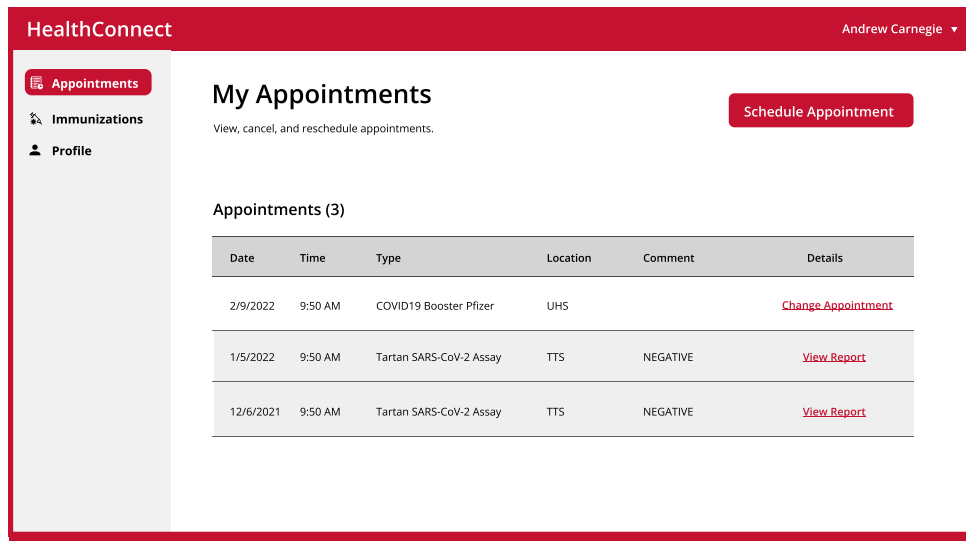 HealthConnect
Andrew Carnegie ▼
Appointments
Immunizations
Profile
My Appointments
View, cancel, and reschedule appointments.
Schedule Appointment
Appointments (3)
Date Time Type Location Comment Details
2/9/2022 9:50 AM COVID19 Booster Pfizer UHS Change Appointment
1/5/2022 9:50 AM Tartan SARS-CoV-2 Assay TTS NEGATIVE View Report
12/6/2021 9:50 AM Tartan SARS-CoV-2 Assay TTS NEGATIVE View Report